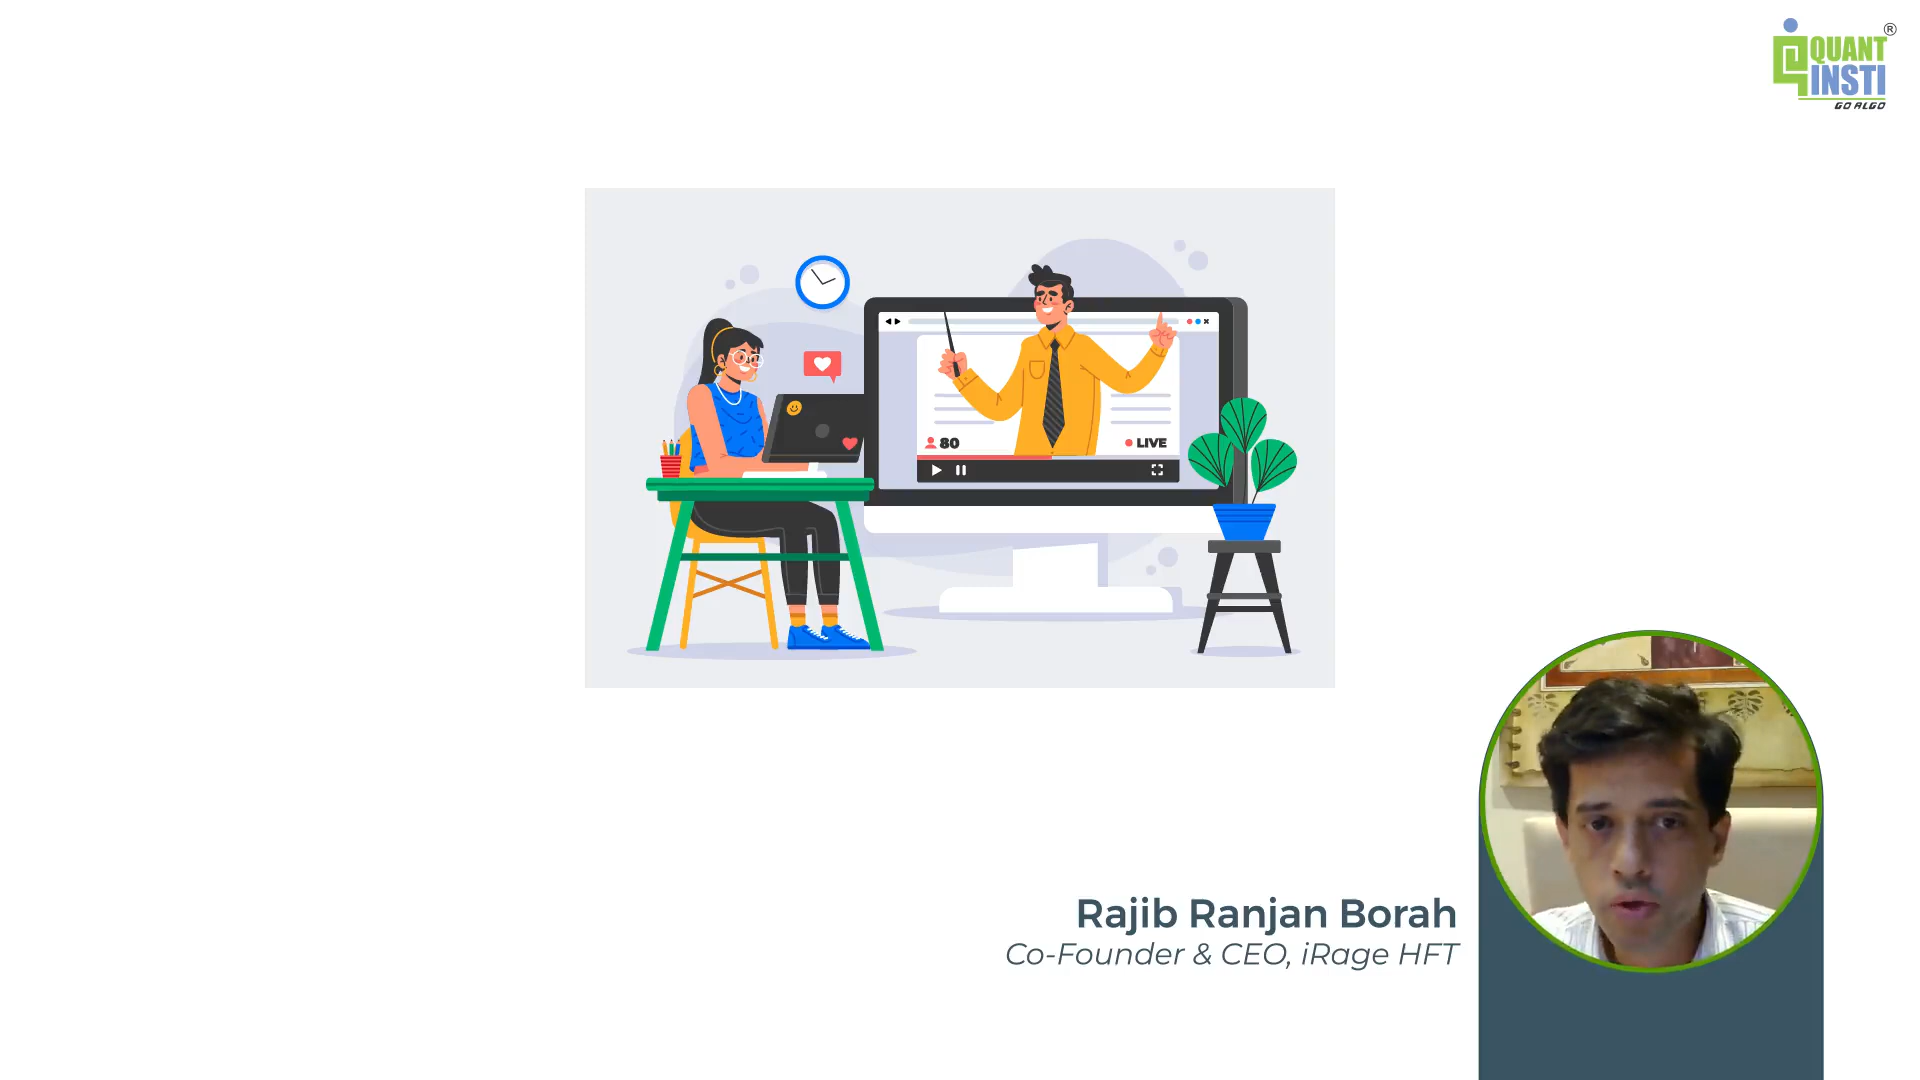 QUANT
INSTI
®
GO ALGO
80
LIVE
Rajib Ranjan Borah
Co-Founder & CEO, iRage HFT